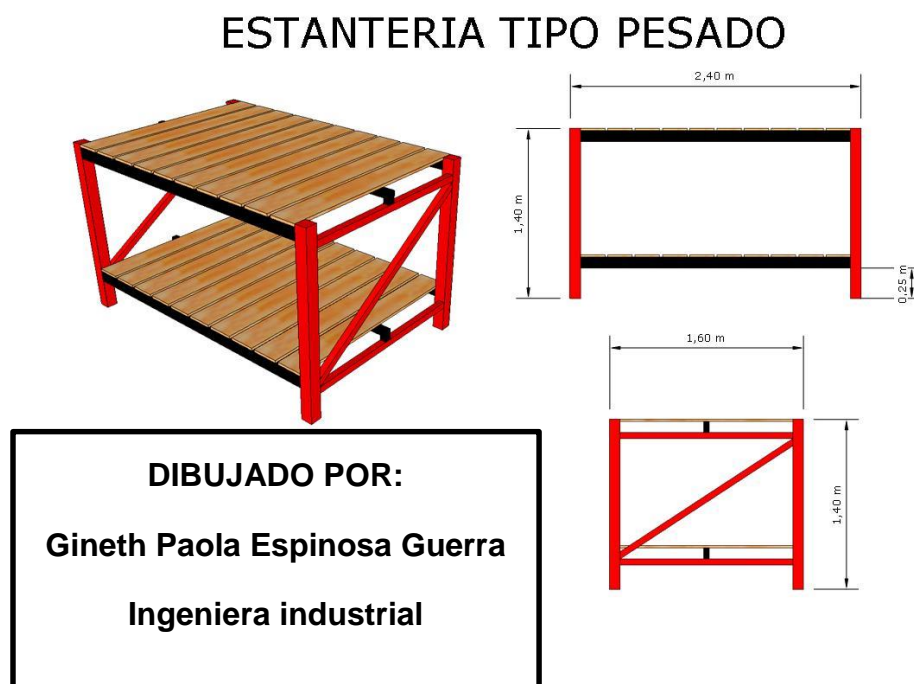 ESTANTERIA TIPO PESADO
2,40 m
1,40 m
0,25 m
1,60 m
1,40 m
DIBUJADO POR:
Gineth Paola Espinosa Guerra
Ingeniera industrial